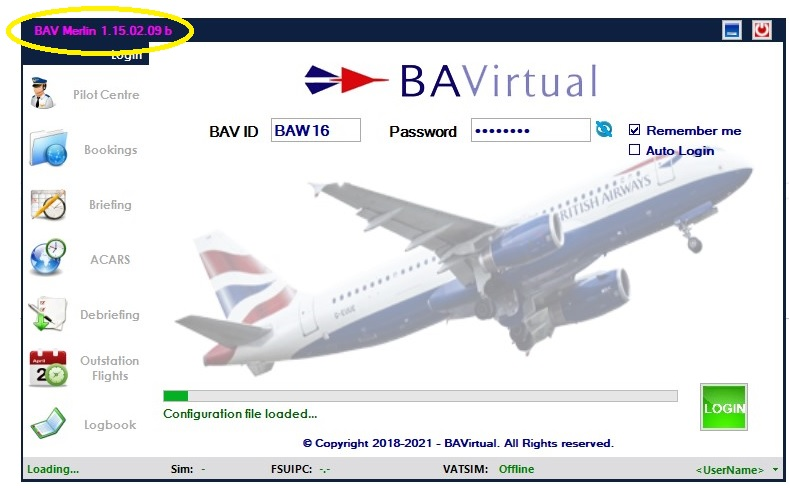 BAV Merlin 1.15.02.09 b
Login
BAVirtual
Pilot Centre
BAV ID BAW16 Password •••••••• Remember me
Auto Login
Bookings
Briefing
BRITISH AIRWAYS
ACARS
G-EUUE
Debriefing
April
2
Outstation
Flights
Logbook
Configuration file loaded...
LOGIN
© Copyright 2018-2021 - BAVirtual. All Rights reserved.
Loading... Sim: - FSUIPC: -.- VATSIM: Offline <UserName>